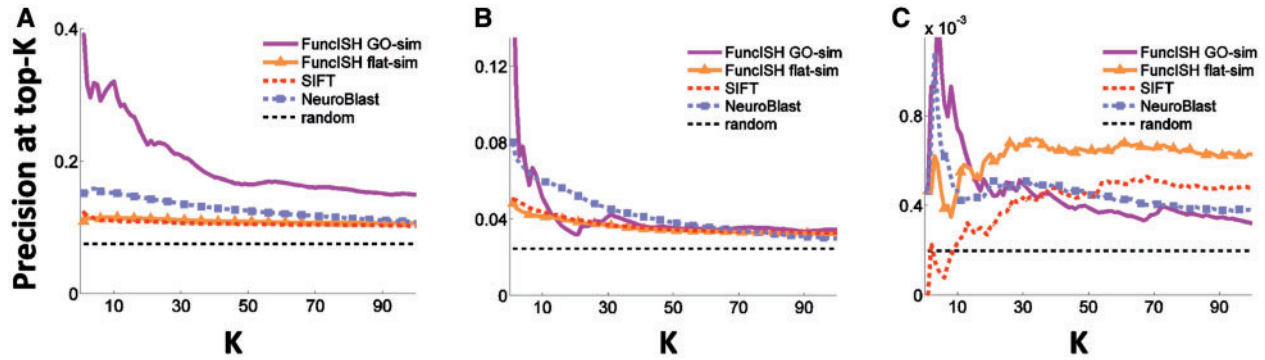 A
Precision at top-K
0.4
0.2
0
10 30 50 70 90
K
FuncISH GO-sim
FuncISH flat-sim
SIFT
NeuroBlast
random
B
0.12
0.08
0.04
0
10 30 50 70 90
K
FuncISH GO-sim
FuncISH flat-sim
SIFT
NeuroBlast
random
C
x 10⁻³
0.8
0.4
0
10 30 50 70 90
K
FuncISH GO-sim
FuncISH flat-sim
SIFT
NeuroBlast
random